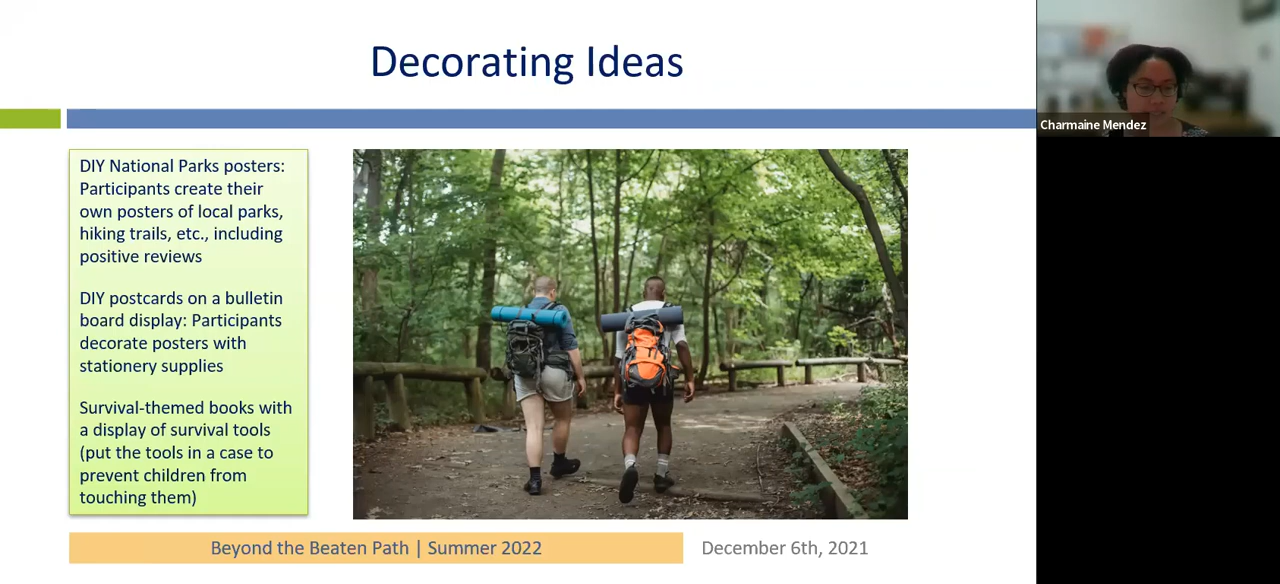 Decorating Ideas
Charmaine Mendez
DIY National Parks posters:
Participants create their
own posters of local parks,
hiking trails, etc., including
positive reviews
DIY postcards on a bulletin
board display: Participants
decorate posters with
stationery supplies
Survival-themed books with
a display of survival tools
(put the tools in a case to
prevent children from
touching them)
Beyond the Beaten Path | Summer 2022
December 6th, 2021